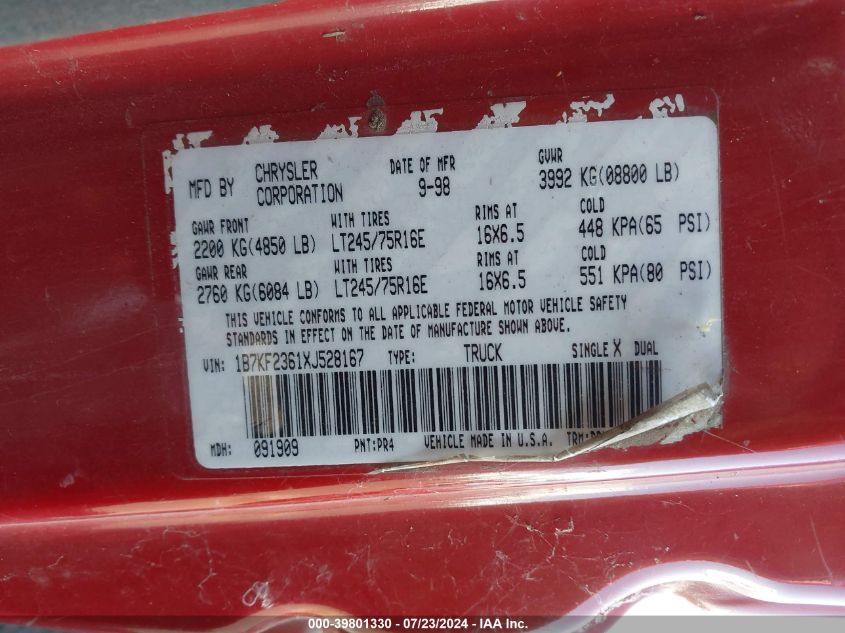 MFD BY CHRYSLER CORPORATION DATE OF MFR 9-98 GVWR 3992 KG(08800 LB)
GAWR FRONT WITH TIRES RIMS AT COLD
2200 KG(4850 LB) LT245/75R16E 16X6.5 448 KPA(65 PSI)
GAWR REAR WITH TIRES RIMS AT COLD
2760 KG(6084 LB) LT245/75R16E 16X6.5 551 KPA(80 PSI)
THIS VEHICLE CONFORMS TO ALL APPLICABLE FEDERAL MOTOR VEHICLE SAFETY
STANDARDS IN EFFECT ON THE DATE OF MANUFACTURE SHOWN ABOVE.
VIN: 1B7KF2361XJ528167 TYPE: TRUCK SINGLE X DUAL
MDH: 091909 PNT:PR4 VEHICLE MADE IN U.S.A. TRM:
000-39801330 - 07/23/2024 - IAA Inc.